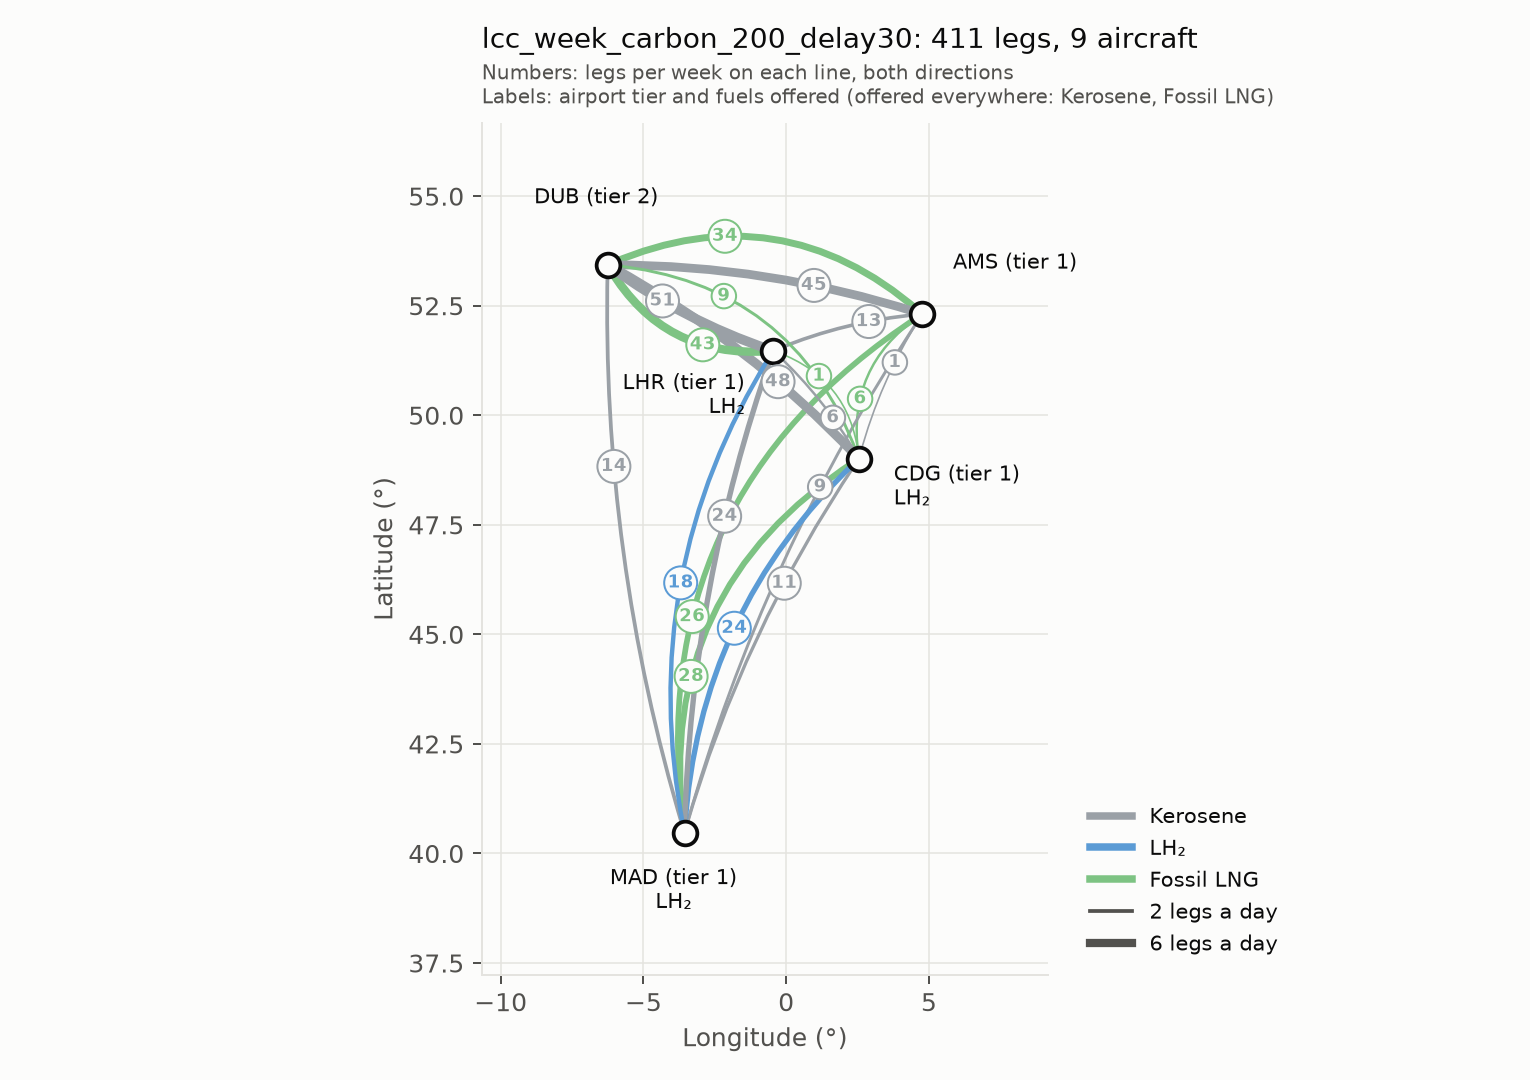 lcc_week_carbon_200_delay30: 411 legs, 9 aircraft
Numbers: legs per week on each line, both directions
Labels: airport tier and fuels offered (offered everywhere: Kerosene, Fossil LNG)
55.0
52.5
50.0
47.5
45.0
42.5
40.0
37.5
Latitude (°)
DUB (tier 2)
34
AMS (tier 1)
45
9
51
13
43
1
1
LHR (tier 1)
LH₂
48
6
6
14
CDG (tier 1)
LH₂
9
24
18
11
26
24
28
MAD (tier 1)
LH₂
Kerosene
LH₂
Fossil LNG
2 legs a day
6 legs a day
−10
−5
0
5
Longitude (°)